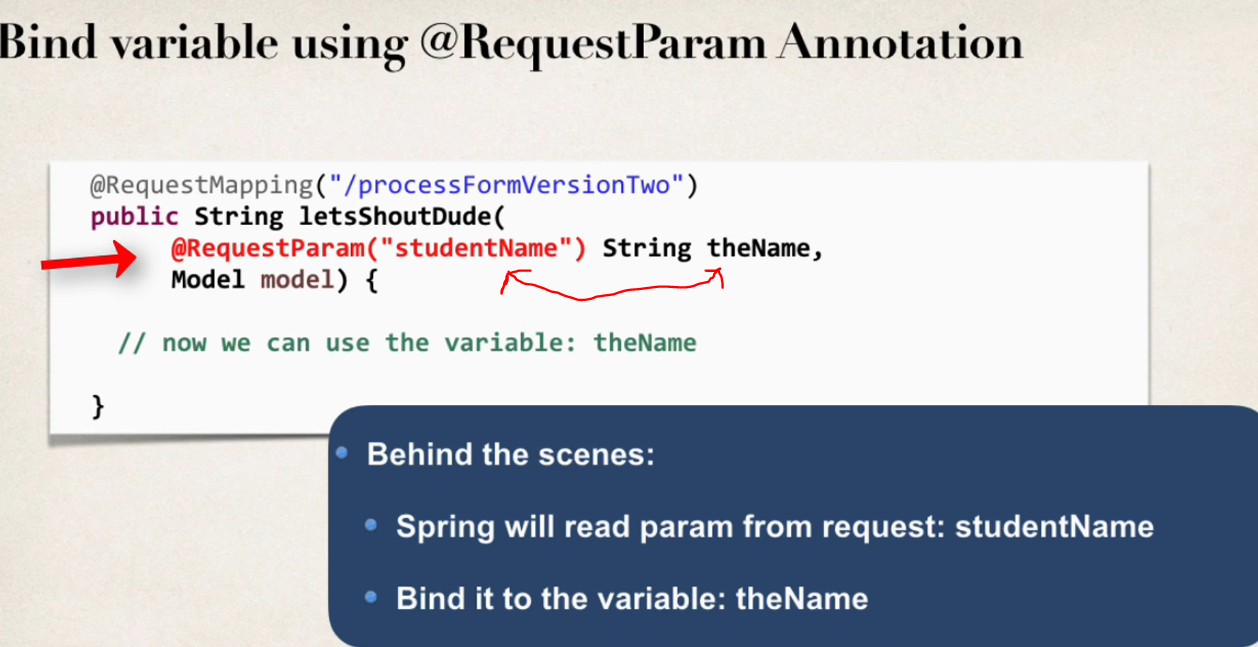 Bind variable using @RequestParam Annotation
@RequestMapping("/processFormVersionTwo")
public String letsShoutDude(
@RequestParam("studentName") String theName,
Model model) {
// now we can use the variable: theName
}
Behind the scenes:
Spring will read param from request: studentName
Bind it to the variable: theName